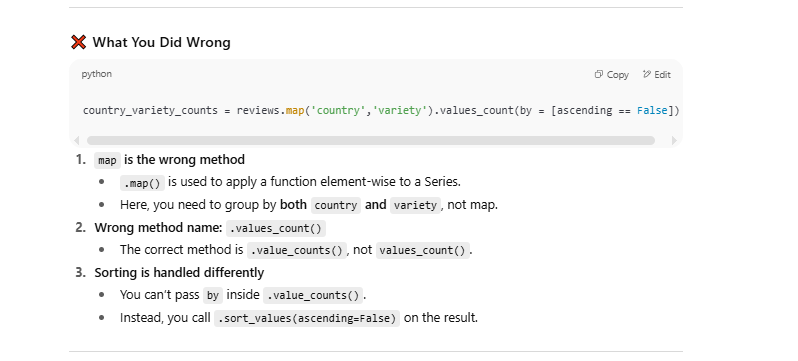 ❌ What You Did Wrong
python
Copy Edit
country_variety_counts = reviews.map('country','variety').values_count(by = [ascending == False])
1. map is the wrong method
• .map() is used to apply a function element-wise to a Series.
• Here, you need to group by both country and variety, not map.
2. Wrong method name: .values_count()
• The correct method is .value_counts(), not values_count().
3. Sorting is handled differently
• You can't pass by inside .value_counts().
• Instead, you call .sort_values(ascending=False) on the result.